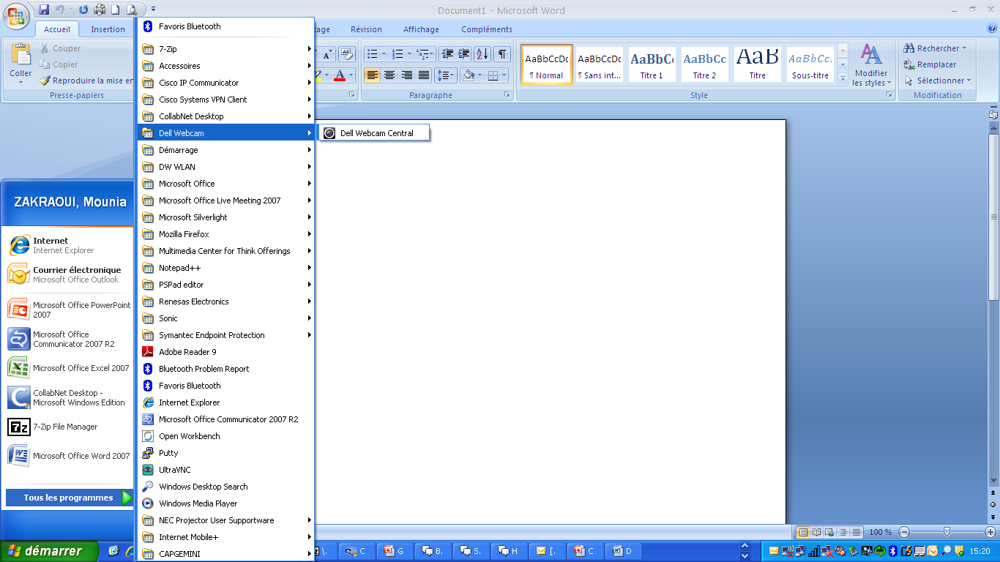 Document1 - Microsoft Word
Accueil
Insertion
tage
Révision
Affichage
Compléments
Coller
Couper
Copier
Reproduire la mise en
Presse-papiers
Paragraphe
AaBbCcDc
¶ Normal
AaBbCcDc
¶ Sans int...
AaBbCc
Titre 1
AaBbCc
Titre 2
AaB
Titre
AaBbCc.
Sous-titre
Style
Modifier
les styles
Rechercher
Remplacer
Sélectionner
Modification
ZAKRAOUI, Mounia
Internet
Internet Explorer
Courrier électronique
Microsoft Office Outlook
Microsoft Office PowerPoint
2007
Microsoft Office
Communicator 2007 R2
Microsoft Office Excel 2007
CollabNet Desktop -
Microsoft Windows Edition
7-Zip File Manager
Microsoft Office Word 2007
Tous les programmes
Favoris Bluetooth
7-Zip
Accessoires
Cisco IP Communicator
Cisco Systems VPN Client
CollabNet Desktop
Dell Webcam
Dell Webcam Central
Démarrage
DW WLAN
Microsoft Office
Microsoft Office Live Meeting 2007
Microsoft Silverlight
Mozilla Firefox
Multimedia Center for Think Offerings
Notepad++
PSPad editor
Renesas Electronics
Sonic
Symantec Endpoint Protection
Adobe Reader 9
Bluetooth Problem Report
Favoris Bluetooth
Internet Explorer
Microsoft Office Communicator 2007 R2
Open Workbench
Putty
UltraVNC
Windows Desktop Search
Windows Media Player
NEC Projector User Supportware
Internet Mobile+
CAPGEMINI
100 %
démarrer
\.
C
G
B.
S.
H
[.
C
D
15:20